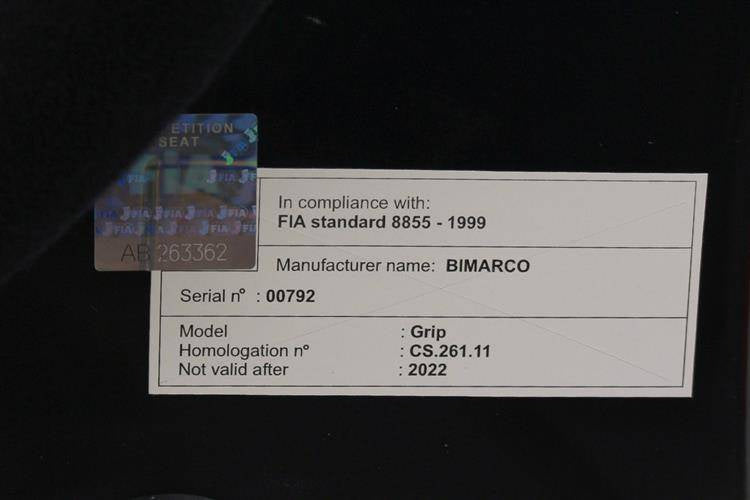 ETITION
SEAT
FIA FIA FIA
FIA FIA FIA FIA
FIA FIA FIA FIA
AB 263362
In compliance with:
FIA standard 8855 - 1999
Manufacturer name: BIMARCO
Serial n° : 00792
Model : Grip
Homologation n° : CS.261.11
Not valid after : 2022